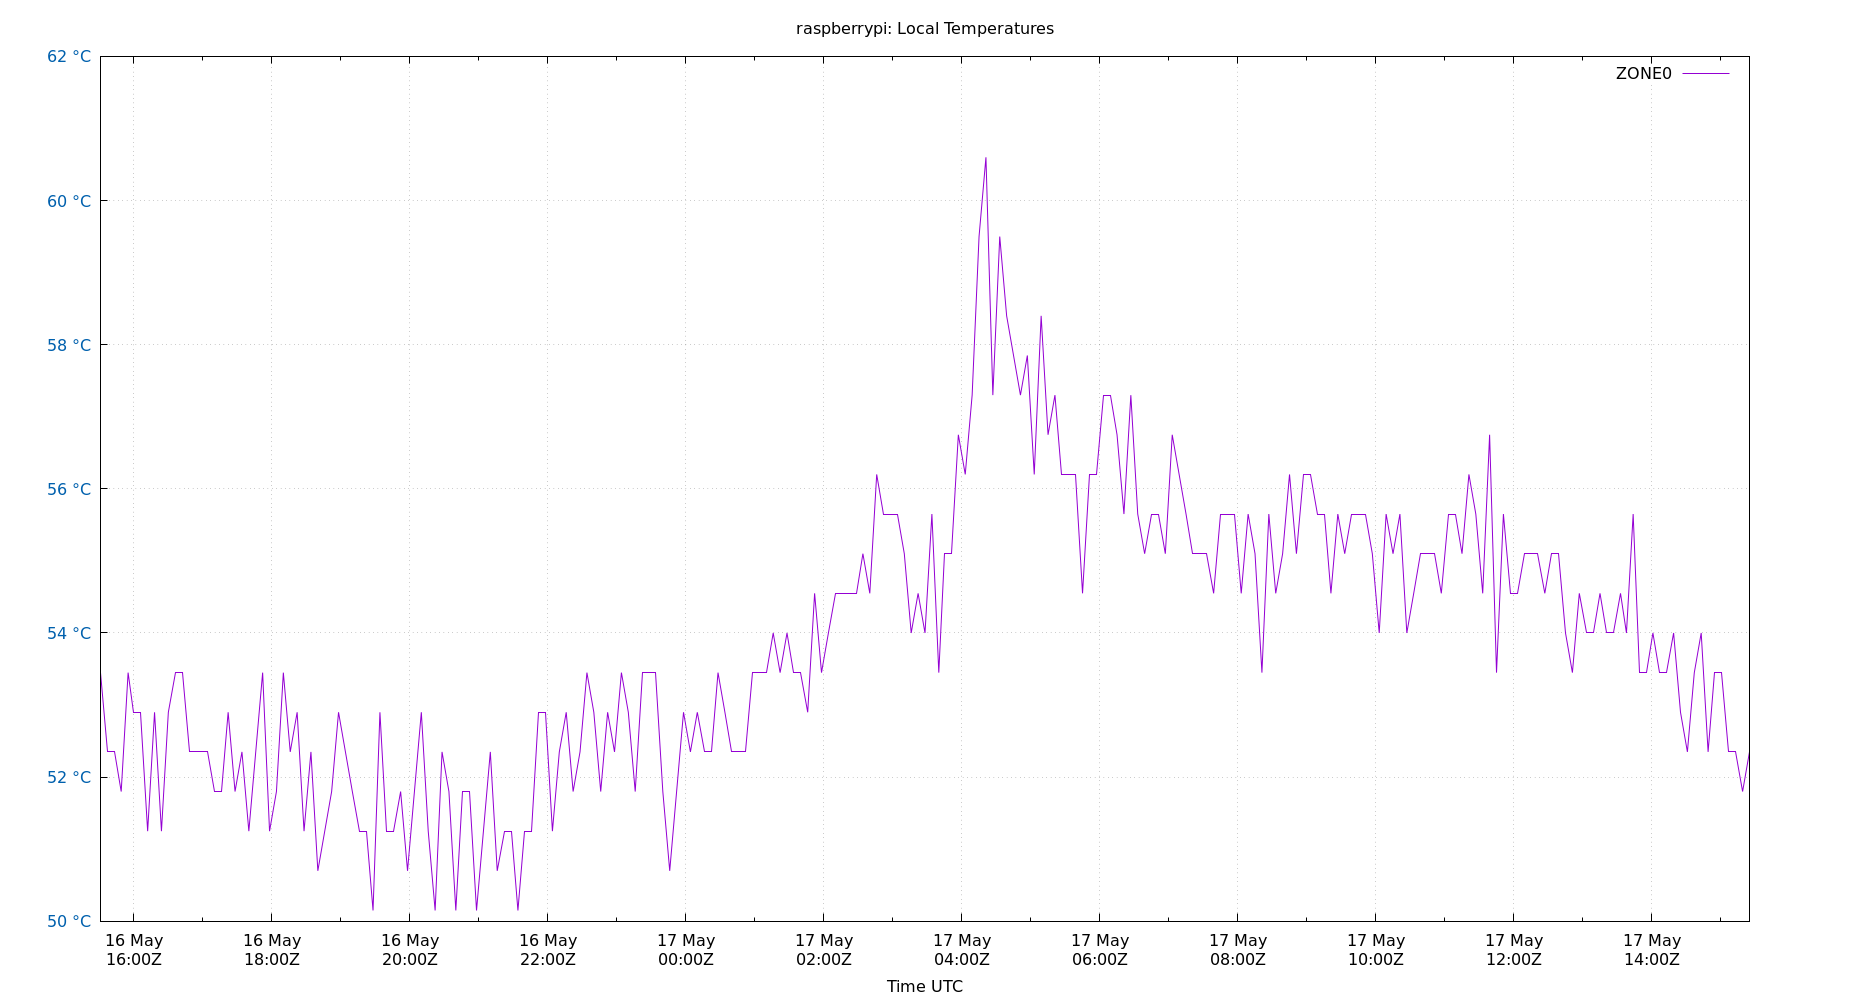 raspberrypi: Local Temperatures
62 °C
ZONE0
60 °C
58 °C
56 °C
54 °C
52 °C
50 °C
16 May 16 May 16 May 16 May 17 May 17 May 17 May 17 May 17 May 17 May 17 May 17 May
16:00Z 18:00Z 20:00Z 22:00Z 00:00Z 02:00Z 04:00Z 06:00Z 08:00Z 10:00Z 12:00Z 14:00Z
Time UTC